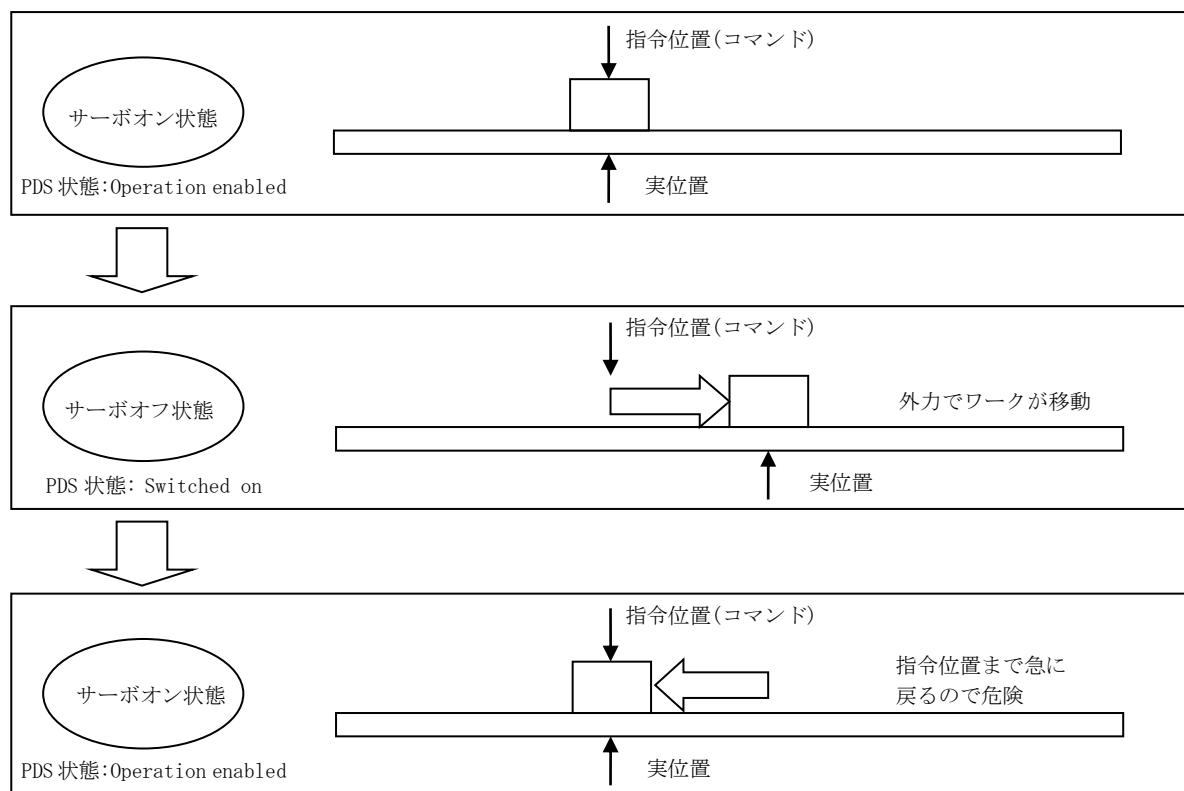 指令位置(コマンド)
サーボオン状態
PDS 状態:Operation enabled
実位置
指令位置(コマンド)
サーボオフ状態
外力でワークが移動
PDS 状態: Switched on
実位置
指令位置(コマンド)
サーボオン状態
指令位置まで急に
戻るので危険
PDS 状態:Operation enabled
実位置